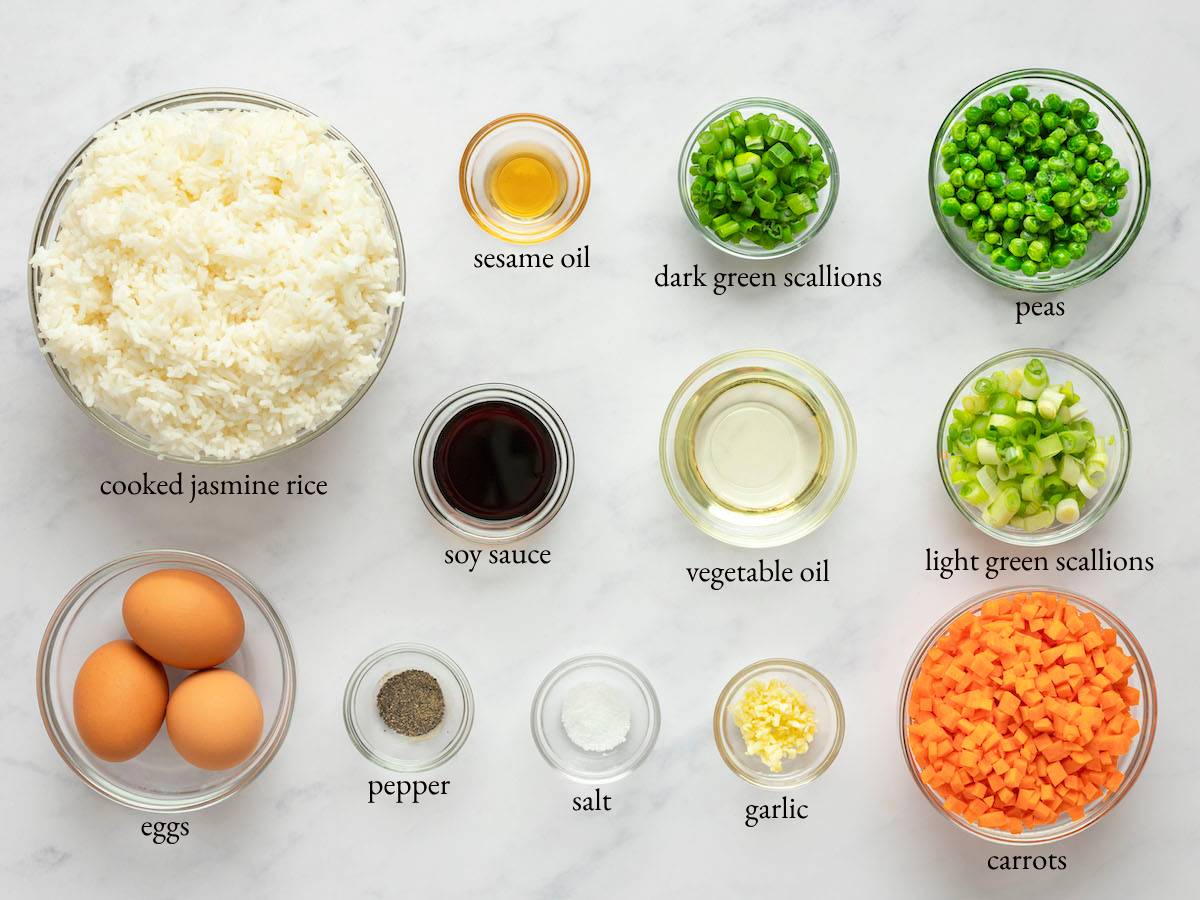 sesame oil
dark green scallions
peas
cooked jasmine rice
soy sauce
vegetable oil
light green scallions
eggs
pepper
salt
garlic
carrots